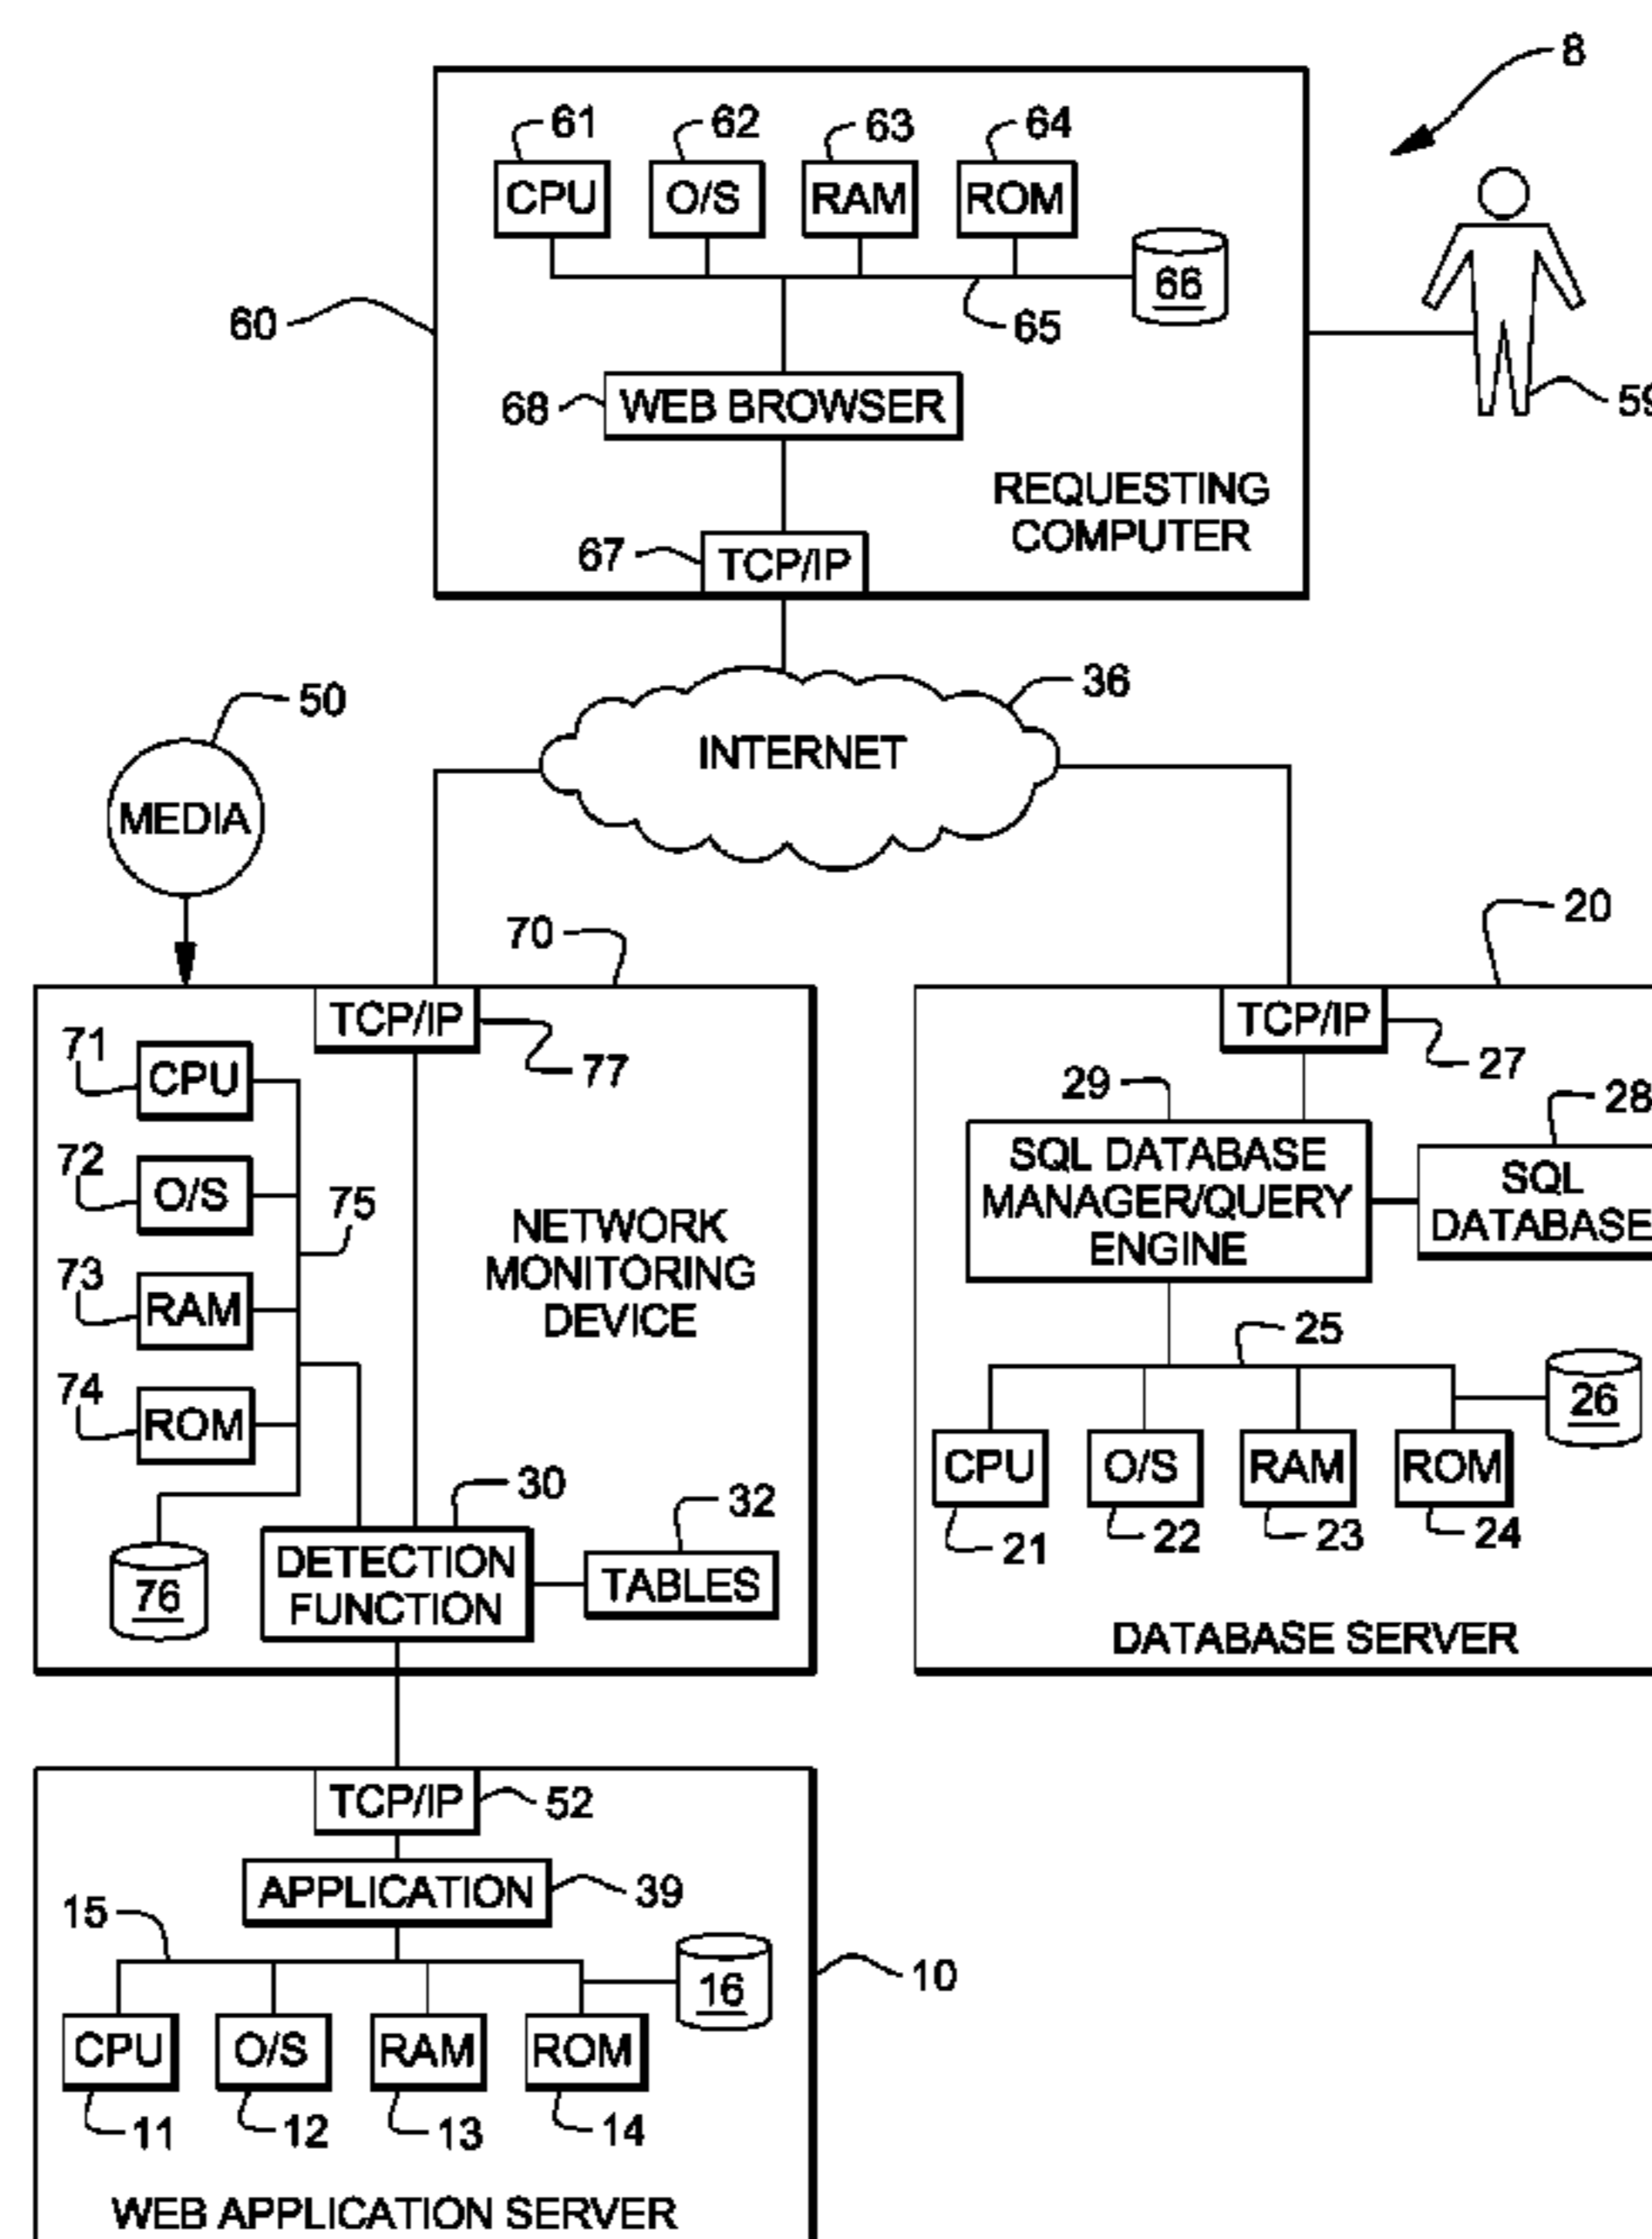 8
61
62
63
64
CPU
O/S
RAM
ROM
66
60
65
68
WEB BROWSER
59
REQUESTING
COMPUTER
67
TCP/IP
36
50
INTERNET
MEDIA
70
20
TCP/IP
77
71
CPU
72
O/S
75
73
RAM
74
ROM
NETWORK
MONITORING
DEVICE
30
32
DETECTION
FUNCTION
TABLES
76
TCP/IP
27
29
28
SQL DATABASE
MANAGER/QUERY
ENGINE
SQL
DATABASE
25
26
CPU
O/S
RAM
ROM
21
22
23
24
DATABASE SERVER
TCP/IP
52
APPLICATION
39
15
16
10
CPU
O/S
RAM
ROM
11
12
13
14
WEB APPLICATION SERVER